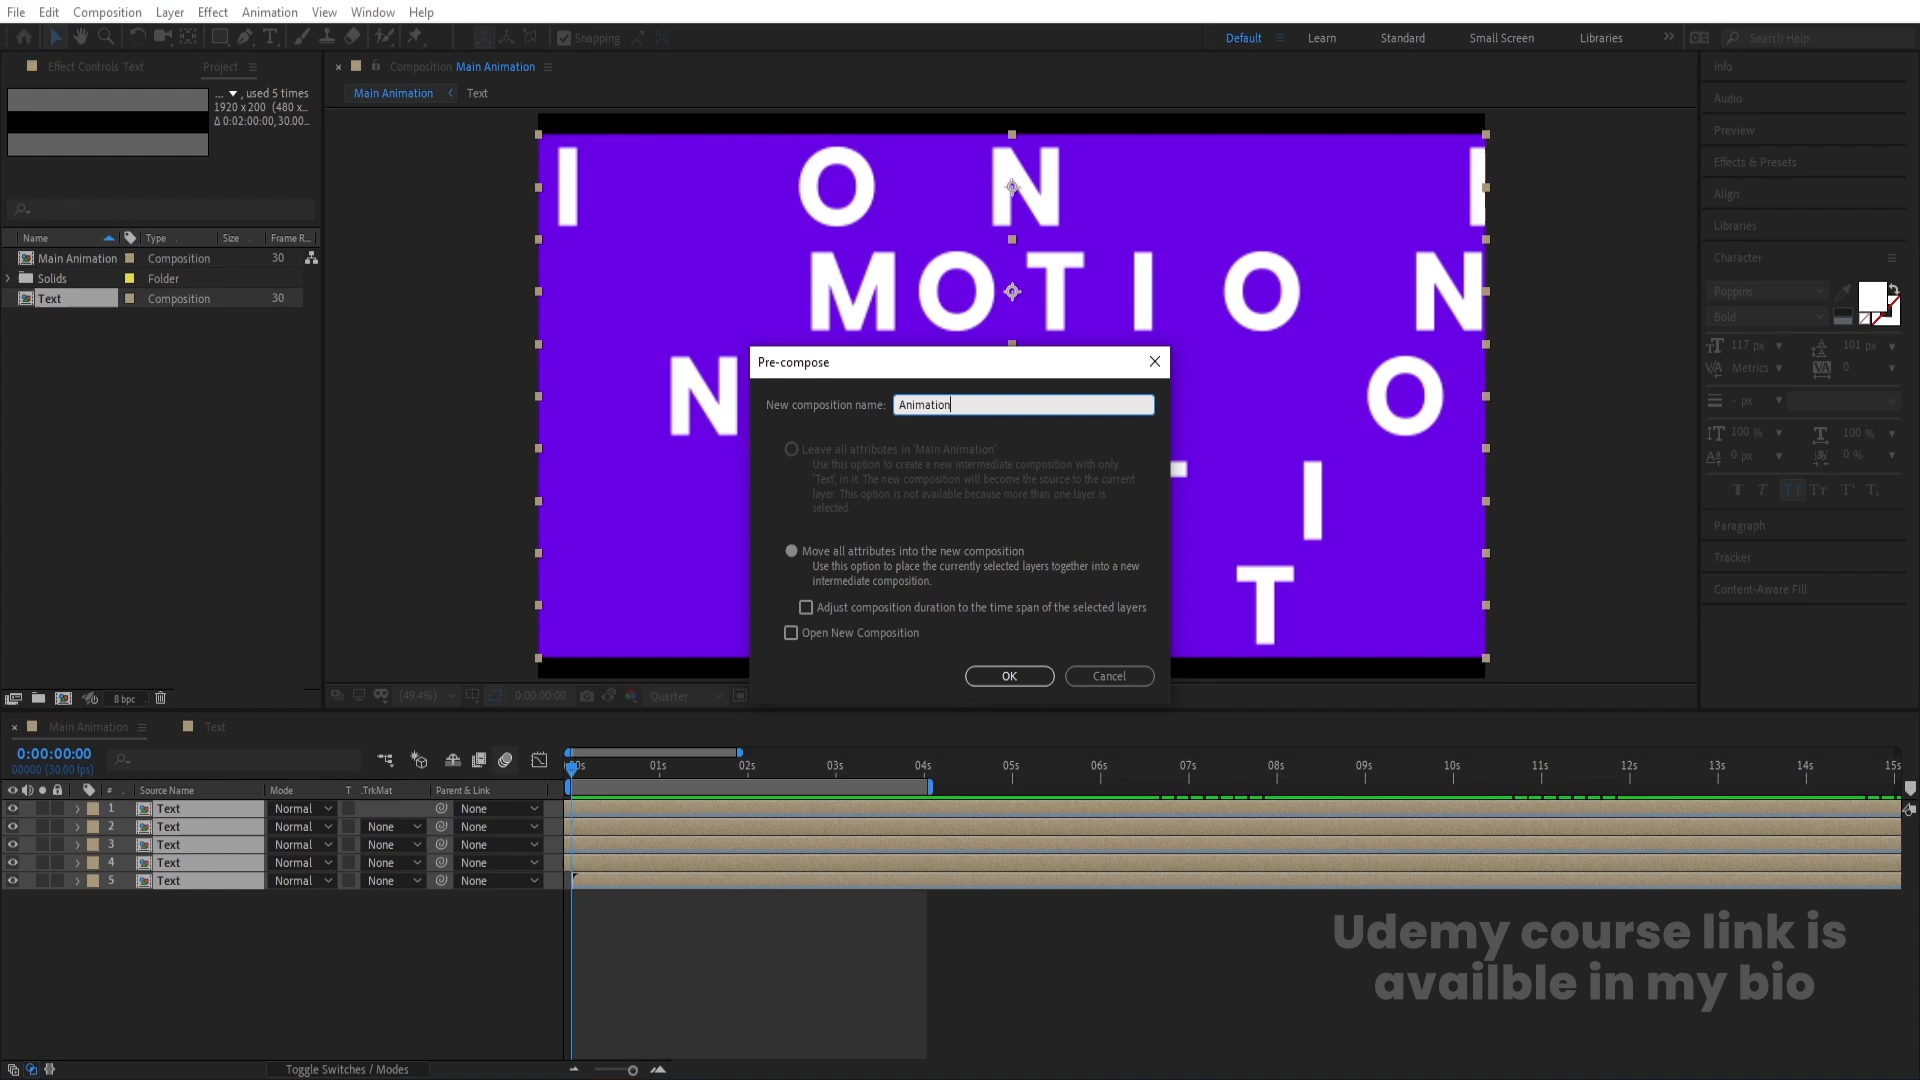 File Edit Composition Layer Effect Animation View Window Help
Snapping
Default Learn Standard Small Screen Libraries Search Help
Effect Controls Text Project
Composition Main Animation
Main Animation Text
... , used 5 times
1920 x 200 (480 x...
Δ 0:02:00:00, 30.00...
Name Type Size Frame R...
Main Animation Composition 30
Solids Folder
Text Composition 30
8 bpc
I O N
M O T I O N
N O
I
T
(49.4%) 0:00:00:00 Quarter
Pre-compose
New composition name: Animation
Leave all attributes in 'Main Animation'
Use this option to create a new intermediate composition with only
'Text', in it. The new composition will become the source to the current
layer. This option is not available because more than one layer is
selected.
Move all attributes into the new composition
Use this option to place the currently selected layers together into a new
intermediate composition.
Adjust composition duration to the time span of the selected layers
Open New Composition
OK Cancel
Info
Audio
Preview
Effects & Presets
Align
Libraries
Character
Poppins
Bold
117 px 101 px
Metrics 0
- px
100 % 100 %
0 px 0 %
Paragraph
Tracker
Content-Aware Fill
Main Animation Text
0:00:00:00
00000 (30.00 fps)
:00s 01s 02s 03s 04s 05s 06s 07s 08s 09s 10s 11s 12s 13s 14s 15s
# Source Name Mode T .TrkMat Parent & Link
1 Text Normal None
2 Text Normal None None
3 Text Normal None None
4 Text Normal None None
5 Text Normal None None
Toggle Switches / Modes
Udemy course link is
availble in my bio